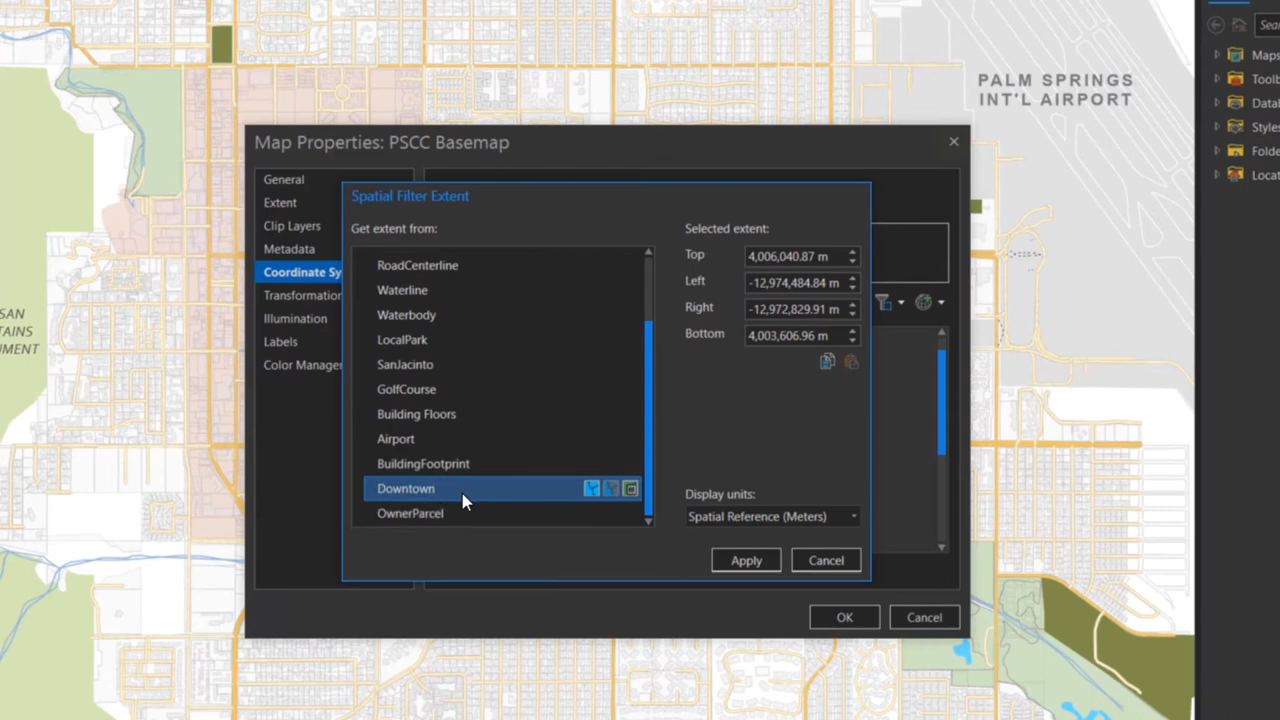 PALM SPRINGS
INT'L AIRPORT
Sear
Maps
Toolb
Datal
Styles
Folde
Locat
SAN
TAINS
UMENT
Map Properties: PSCC Basemap
General
Extent
Clip Layers
Metadata
Coordinate Sy
Transformation
Illumination
Labels
Color Manager
Spatial Filter Extent
Get extent from:
RoadCenterline
Waterline
Waterbody
LocalPark
SanJacinto
GolfCourse
Building Floors
Airport
BuildingFootprint
Downtown
OwnerParcel
Selected extent:
Top 4,006,040.87 m
Left -12,974,484.84 m
Right -12,972,829.91 m
Bottom 4,003,606.96 m
Display units:
Spatial Reference (Meters)
Apply Cancel
OK Cancel